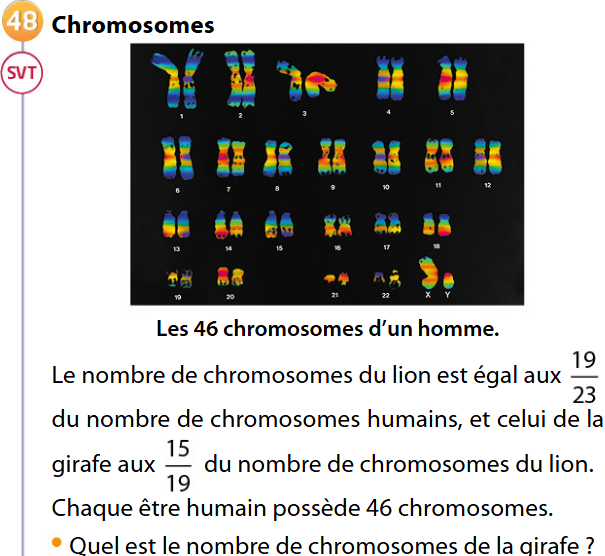 48 Chromosomes
SVT
1 2 3 4 5
6 7 8 9 10 11 12
13 14 15 16 17 18
19 20 21 22 X Y
Les 46 chromosomes d'un homme.
Le nombre de chromosomes du lion est égal aux 19/23
du nombre de chromosomes humains, et celui de la
girafe aux 15/19 du nombre de chromosomes du lion.
Chaque être humain possède 46 chromosomes.
• Quel est le nombre de chromosomes de la girafe ?